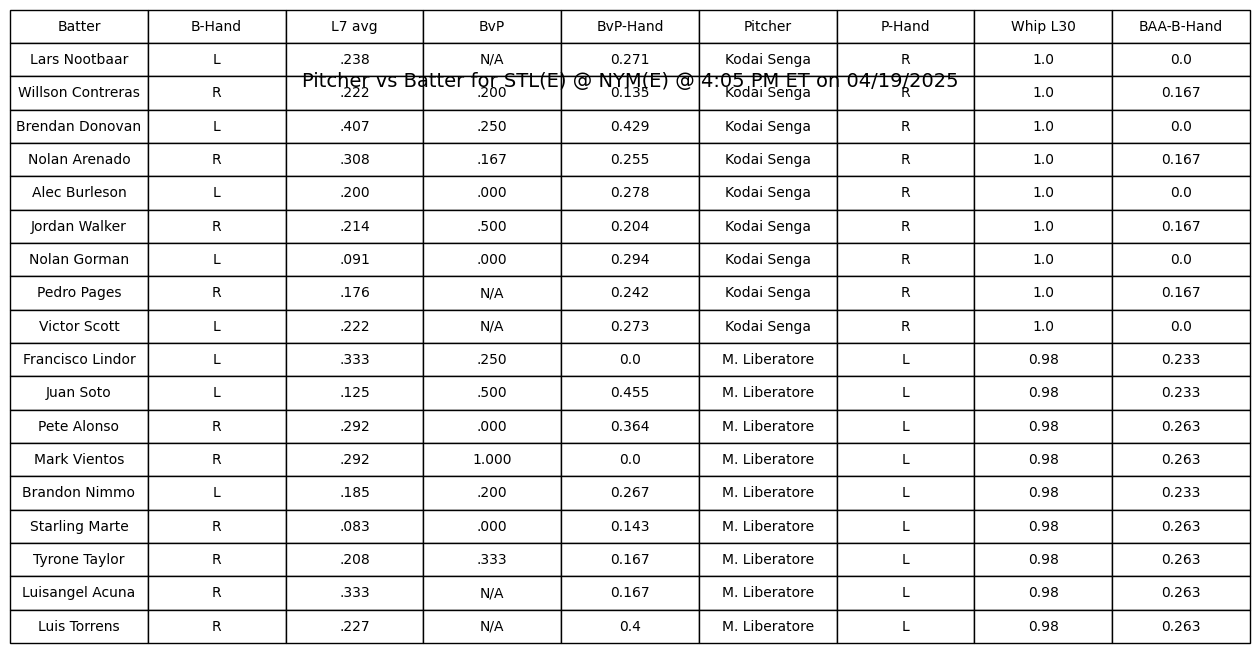 Batter B-Hand L7 avg BvP BvP-Hand Pitcher P-Hand Whip L30 BAA-B-Hand
Lars Nootbaar L .238 N/A 0.271 Kodai Senga R 1.0 0.0
Pitcher vs Batter for STL(E) @ NYM(E) @ 4:05 PM ET on 04/19/2025
Willson Contreras R .222 .200 0.135 Kodai Senga R 1.0 0.167
Brendan Donovan L .407 .250 0.429 Kodai Senga R 1.0 0.0
Nolan Arenado R .308 .167 0.255 Kodai Senga R 1.0 0.167
Alec Burleson L .200 .000 0.278 Kodai Senga R 1.0 0.0
Jordan Walker R .214 .500 0.204 Kodai Senga R 1.0 0.167
Nolan Gorman L .091 .000 0.294 Kodai Senga R 1.0 0.0
Pedro Pages R .176 N/A 0.242 Kodai Senga R 1.0 0.167
Victor Scott L .222 N/A 0.273 Kodai Senga R 1.0 0.0
Francisco Lindor L .333 .250 0.0 M. Liberatore L 0.98 0.233
Juan Soto L .125 .500 0.455 M. Liberatore L 0.98 0.233
Pete Alonso R .292 .000 0.364 M. Liberatore L 0.98 0.263
Mark Vientos R .292 1.000 0.0 M. Liberatore L 0.98 0.263
Brandon Nimmo L .185 .200 0.267 M. Liberatore L 0.98 0.233
Starling Marte R .083 .000 0.143 M. Liberatore L 0.98 0.263
Tyrone Taylor R .208 .333 0.167 M. Liberatore L 0.98 0.263
Luisangel Acuna R .333 N/A 0.167 M. Liberatore L 0.98 0.263
Luis Torrens R .227 N/A 0.4 M. Liberatore L 0.98 0.263